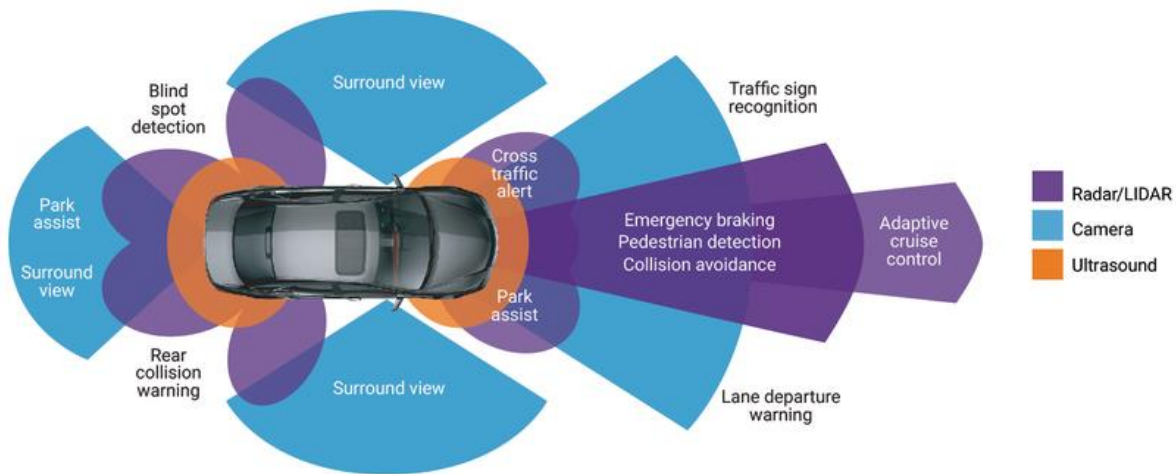 Surround view
Blind
spot
detection
Traffic sign
recognition
Cross
traffic
alert
Park
assist
Surround
view
Emergency braking
Pedestrian detection
Collision avoidance
Adaptive
cruise
control
Radar/LIDAR
Camera
Ultrasound
Park
assist
Rear
collision
warning
Surround view
Lane departure
warning